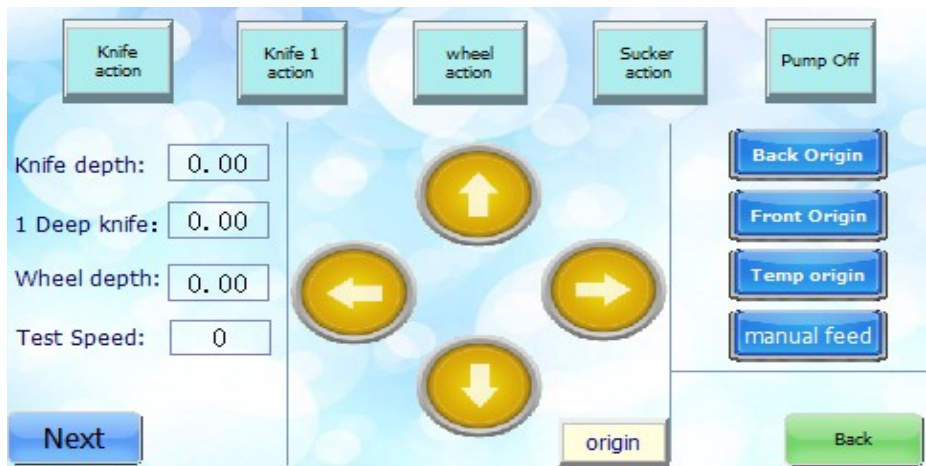 Knife
action
Knife 1
action
wheel
action
Sucker
action
Pump Off
Knife depth: 0.00
1 Deep knife: 0.00
Wheel depth: 0.00
Test Speed: 0
Back Origin
Front Origin
Temp origin
manual feed
Next
origin
Back